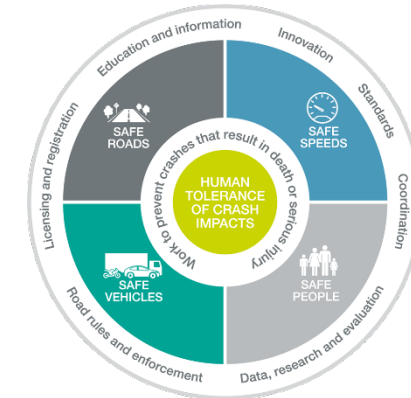 Education and information
Innovation
Standards
Coordination
Data, research and evaluation
Road rules and enforcement
Licensing and registration
SAFE
ROADS
SAFE
SPEEDS
Work to prevent crashes that result in death or serious injury
HUMAN
TOLERANCE
OF CRASH
IMPACTS
SAFE
VEHICLES
SAFE
PEOPLE